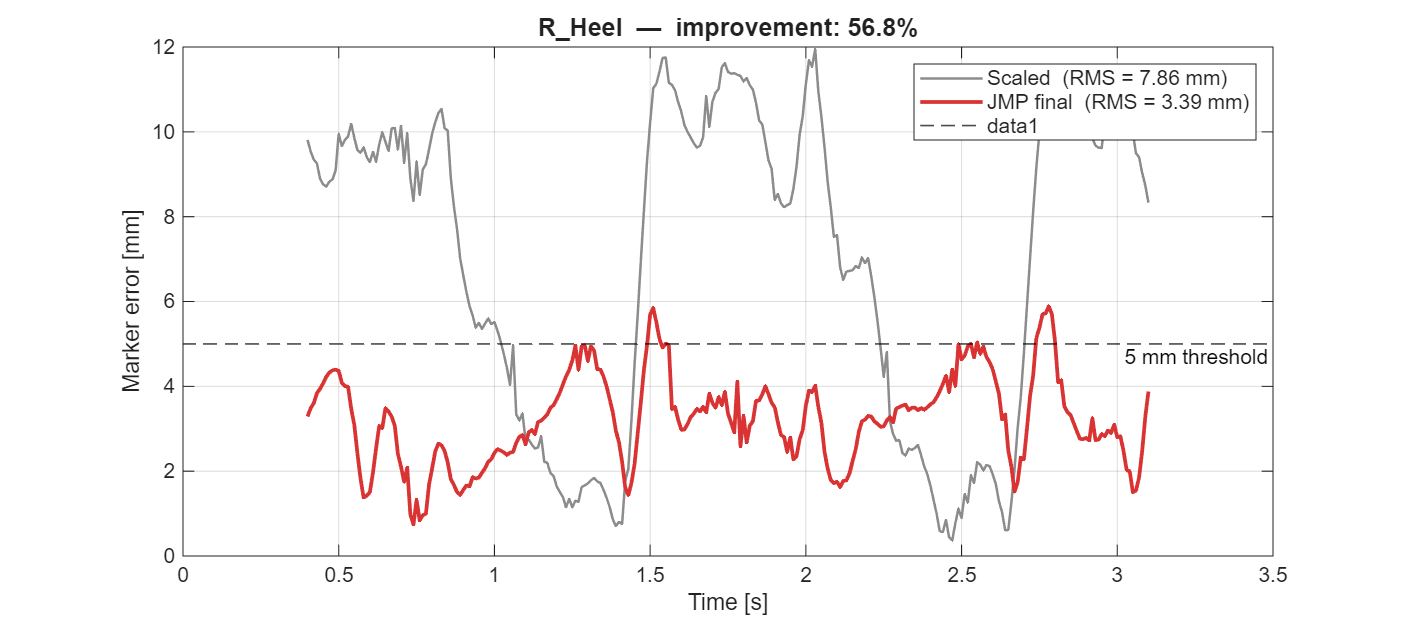 R_Heel — improvement: 56.8%
12
10
8
6
4
2
0
Marker error [mm]
Scaled (RMS = 7.86 mm)
JMP final (RMS = 3.39 mm)
data1
5 mm threshold
0 0.5 1 1.5 2 2.5 3 3.5
Time [s]